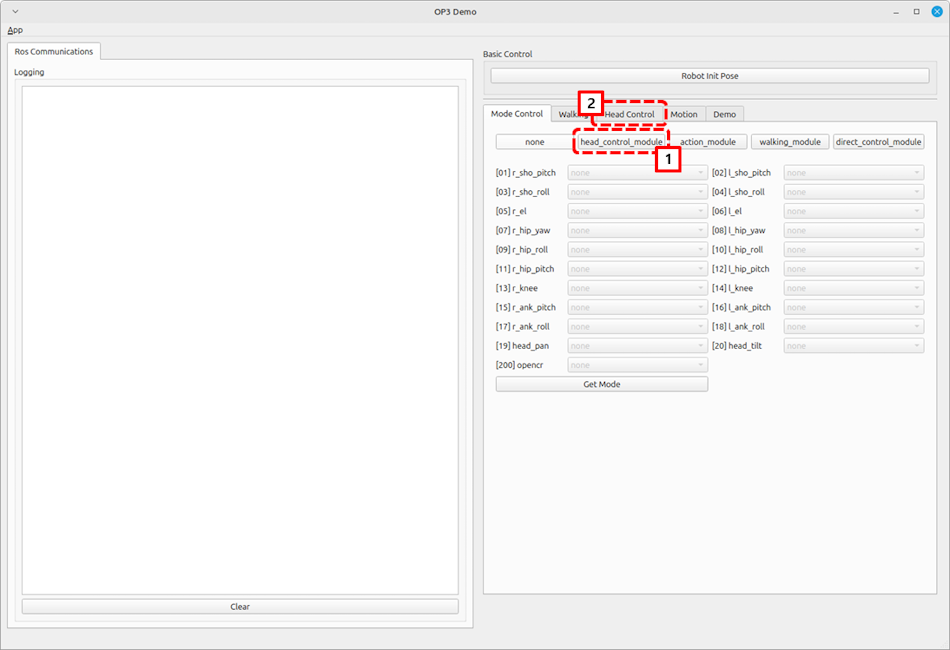 OP3 Demo
App
Ros Communications
Logging
Clear
Basic Control
Robot Init Pose
2
Mode Control Walking Head Control Motion Demo
none head_control_module action_module walking_module direct_control_module
1
[01] r_sho_pitch none [02] l_sho_pitch none
[03] r_sho_roll none [04] l_sho_roll none
[05] r_el none [06] l_el none
[07] r_hip_yaw none [08] l_hip_yaw none
[09] r_hip_roll none [10] l_hip_roll none
[11] r_hip_pitch none [12] l_hip_pitch none
[13] r_knee none [14] l_knee none
[15] r_ank_pitch none [16] l_ank_pitch none
[17] r_ank_roll none [18] l_ank_roll none
[19] head_pan none [20] head_tilt none
[200] opencr none
Get Mode